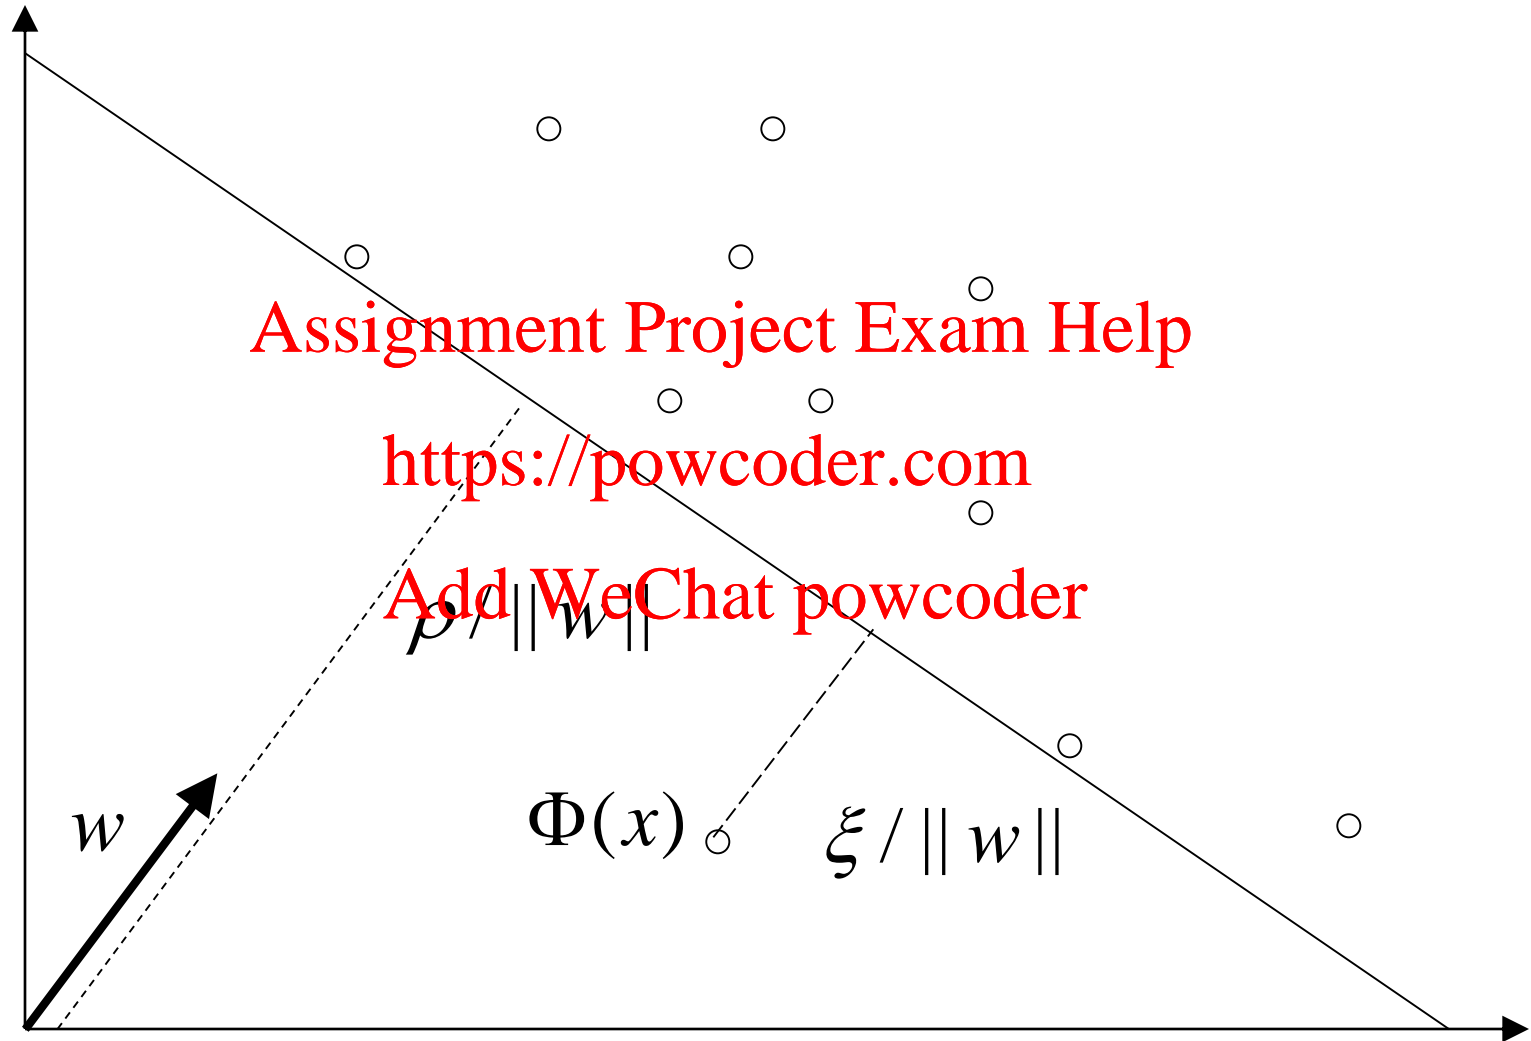 Assignment Project Exam Help
https://powcoder.com
Add WeChat powcoder
ρ / || w ||
w
Φ(x)
ξ / || w ||